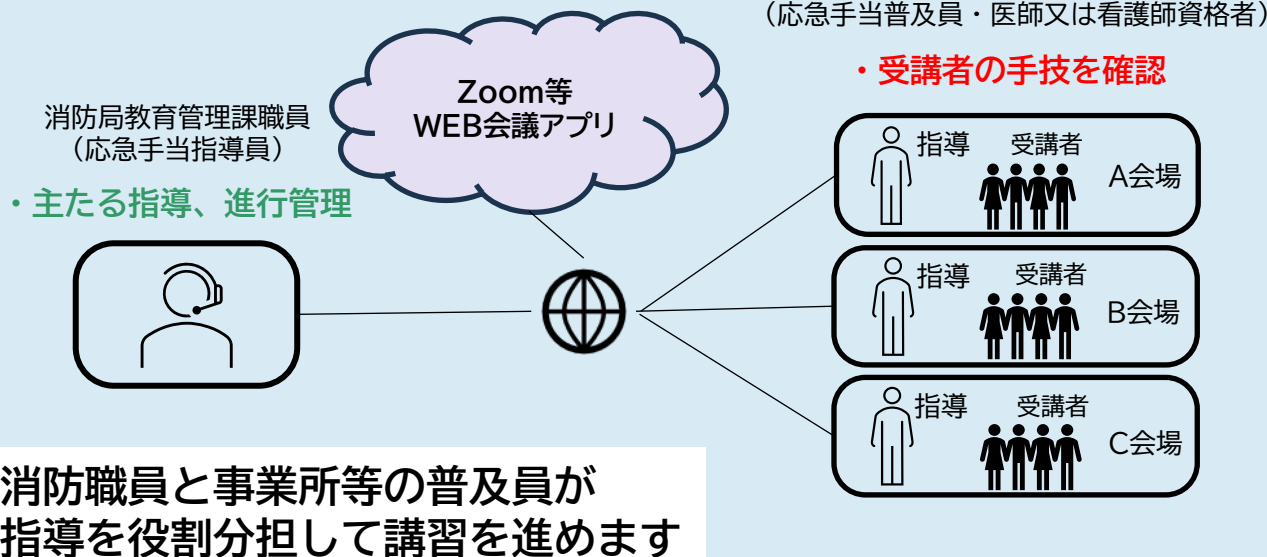 （応急手当普及員・医師又は看護師資格者）
・受講者の手技を確認
Zoom等
WEB会議アプリ
消防局教育管理課職員
（応急手当指導員）
・主たる指導、進行管理
指導
受講者
A会場
指導
受講者
B会場
指導
受講者
C会場
消防職員と事業所等の普及員が
指導を役割分担して講習を進めます